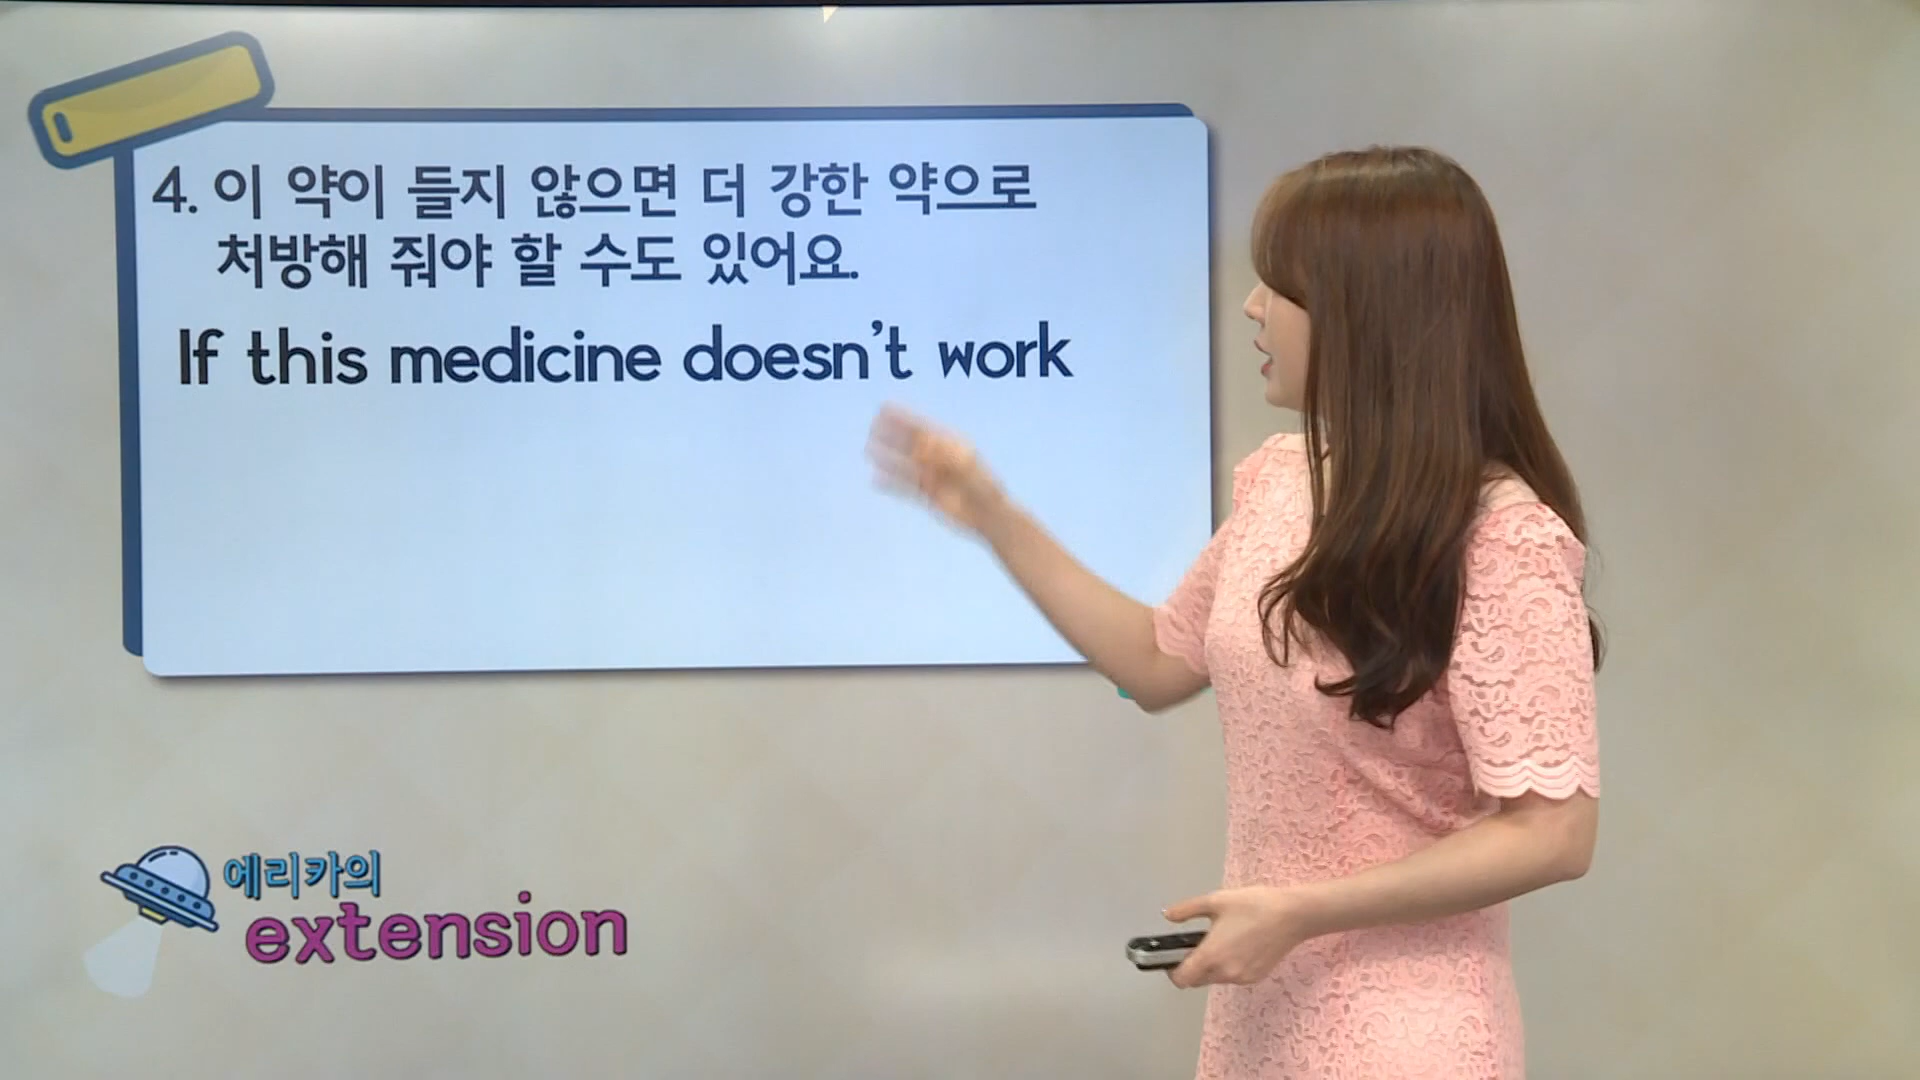 4. 이 약이 들지 않으면 더 강한 약으로
처방해 줘야 할 수도 있어요.
If this medicine doesn't work
에리카의
extension